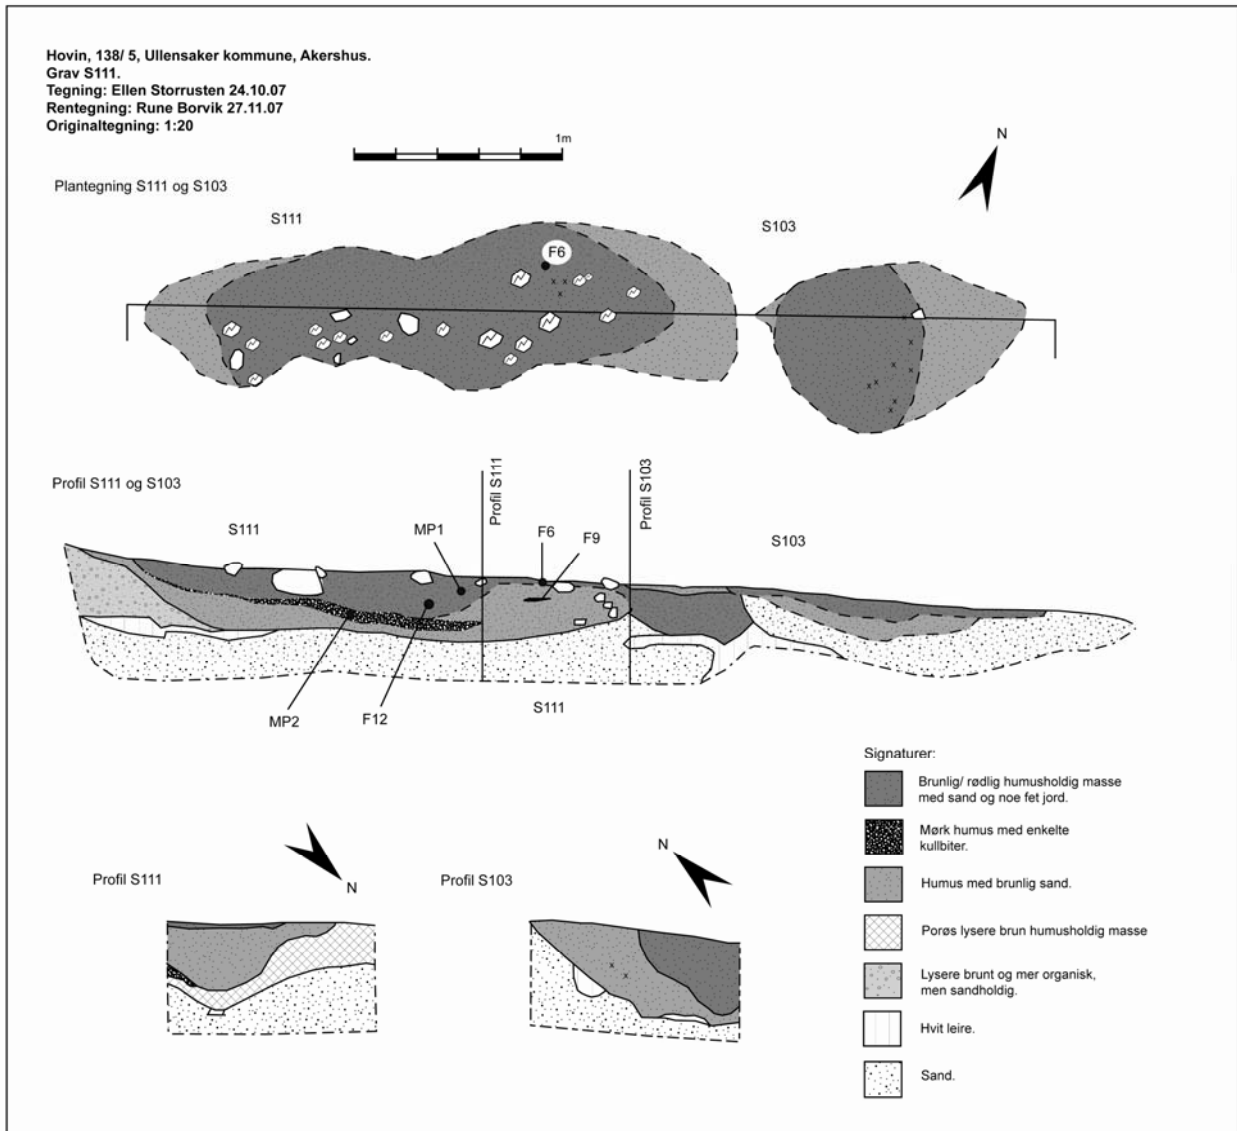 Hovin, 138/ 5, Ullensaker kommune, Akershus.
Grav S111.
Tegning: Ellen Storrusten 24.10.07
Rentegning: Rune Borvik 27.11.07
Originaltegning: 1:20
1m
N
Plantegning S111 og S103
S111
S103
F6
x x
x
x
x
x
x
x x
x
x
Profil S111 og S103
Profil S111
Profil S103
S111
MP1
F6
F9
S103
MP2
F12
S111
Signaturer:
Brunlig/ rødlig humusholdig masse
med sand og noe fet jord.
Mørk humus med enkelte
kullbiter.
Humus med brunlig sand.
Porøs lysere brun humusholdig masse
Lysere brunt og mer organisk,
men sandholdig.
Hvit leire.
Sand.
Profil S111
N
Profil S103
N
x
x